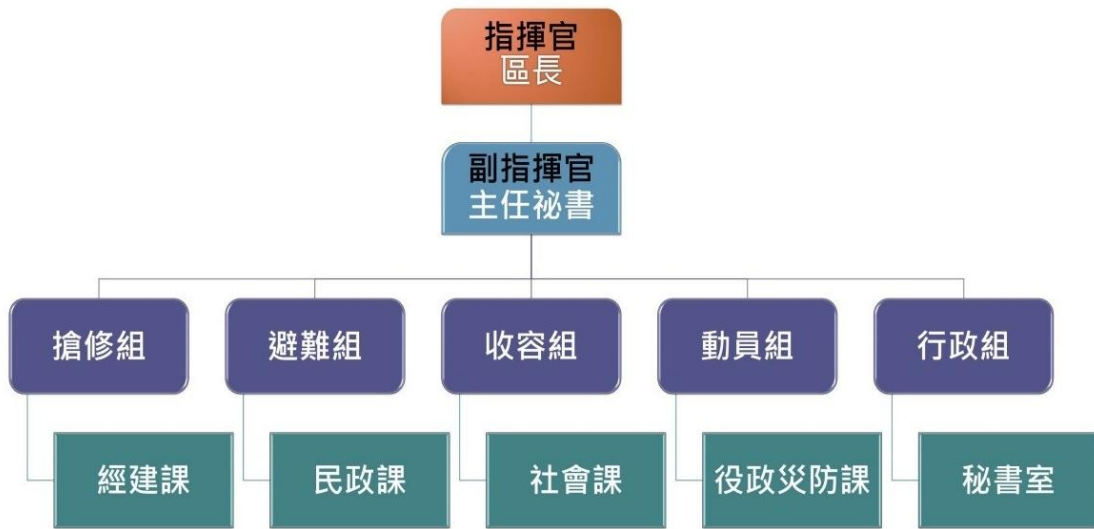 指揮官
區長
副指揮官
主任祕書
搶修組
避難組
收容組
動員組
行政組
經建課
民政課
社會課
役政災防課
秘書室